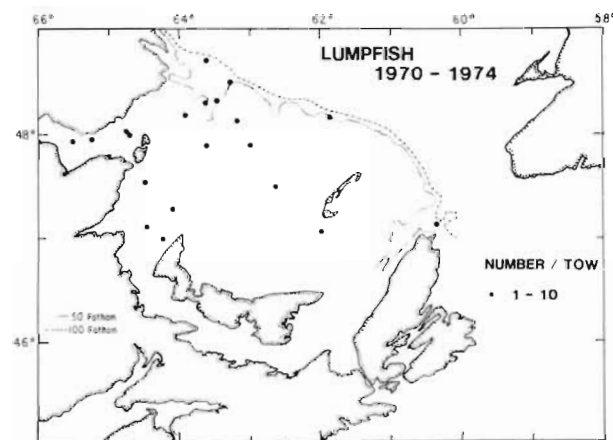 66° 64° 62° 60° 58°
LUMPFISH
1970 - 1974
48°
NUMBER / TOW
• 1 - 10
50 Fathom
100 Fathom
46°